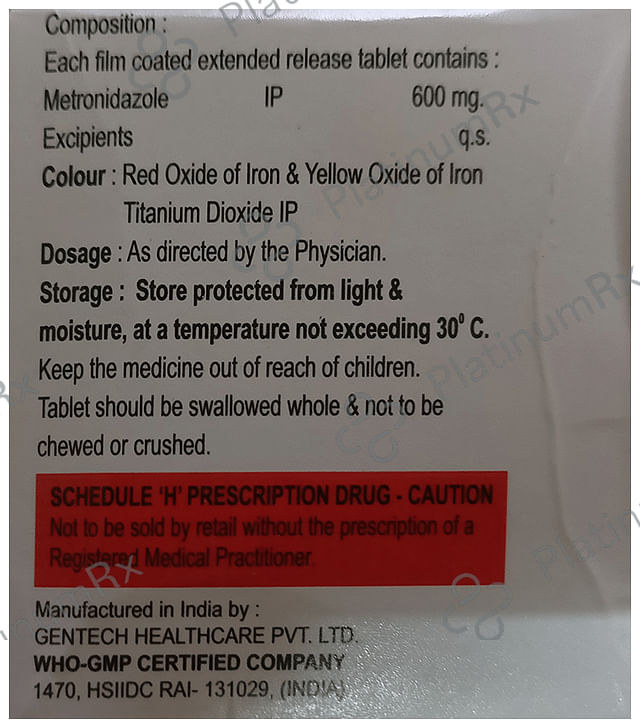 Composition :
Each film coated extended release tablet contains :
Metronidazole IP 600 mg.
Excipients q.s.
Colour : Red Oxide of Iron & Yellow Oxide of Iron
Titanium Dioxide IP
Dosage : As directed by the Physician.
Storage : Store protected from light &
moisture, at a temperature not exceeding 30⁰ C.
Keep the medicine out of reach of children.
Tablet should be swallowed whole & not to be
chewed or crushed.
SCHEDULE 'H' PRESCRIPTION DRUG - CAUTION
Not to be sold by retail without the prescription of a
Registered Medical Practitioner.
Manufactured in India by :
GENTECH HEALTHCARE PVT. LTD.
WHO-GMP CERTIFIED COMPANY
1470, HSIIDC RAI- 131029, (INDIA)
PlatinumRx